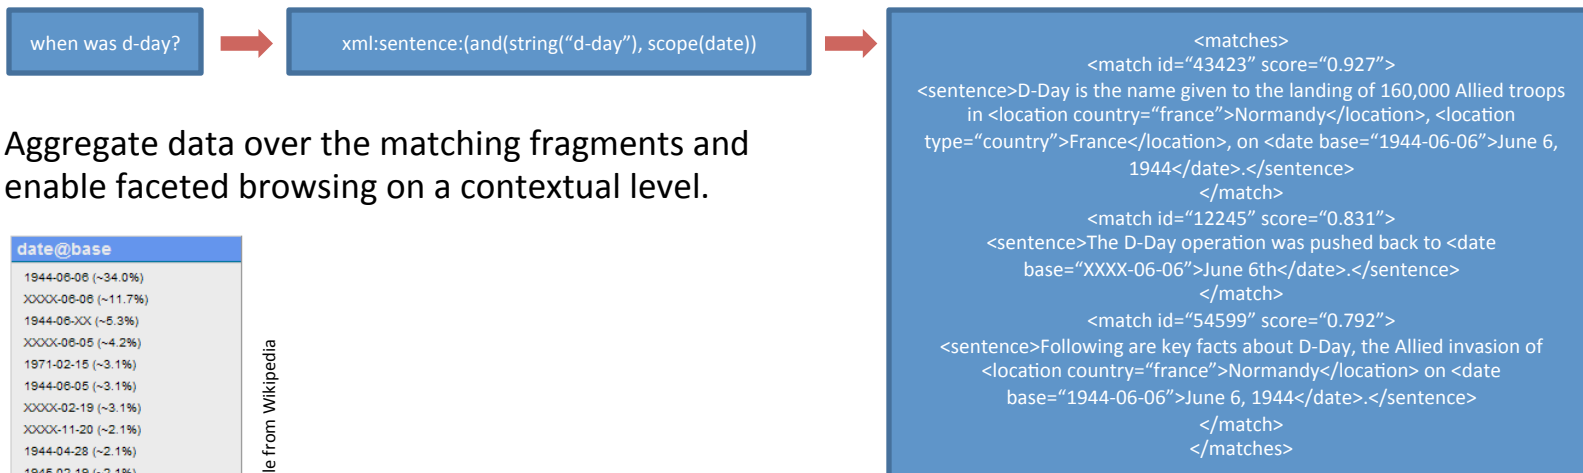 when was d-day?
xml:sentence:(and(string(“d-day”), scope(date))
<matches>
<match id=“43423” score=“0.927”>
<sentence>D-Day is the name given to the landing of 160,000 Allied troops
in <location country=“france”>Normandy</location>, <location
type=“country”>France</location>, on <date base=“1944-06-06”>June 6,
1944</date>.</sentence>
</match>
<match id=“12245” score=“0.831”>
<sentence>The D-Day operation was pushed back to <date
base=“XXXX-06-06”>June 6th</date>.</sentence>
</match>
<match id=“54599” score=“0.792”>
<sentence>Following are key facts about D-Day, the Allied invasion of
<location country=“france”>Normandy</location> on <date
base=“1944-06-06”>June 6, 1944</date>.</sentence>
</match>
</matches>
Aggregate data over the matching fragments and
enable faceted browsing on a contextual level.
date@base
1944-06-06 (~34.0%)
XXXX-06-06 (~11.7%)
1944-06-XX (~5.3%)
XXXX-06-05 (~4.2%)
1971-02-15 (~3.1%)
1944-06-05 (~3.1%)
XXXX-02-19 (~3.1%)
XXXX-11-20 (~2.1%)
1944-04-28 (~2.1%)
1945-02-19 (~2.1%)
le from Wikipedia